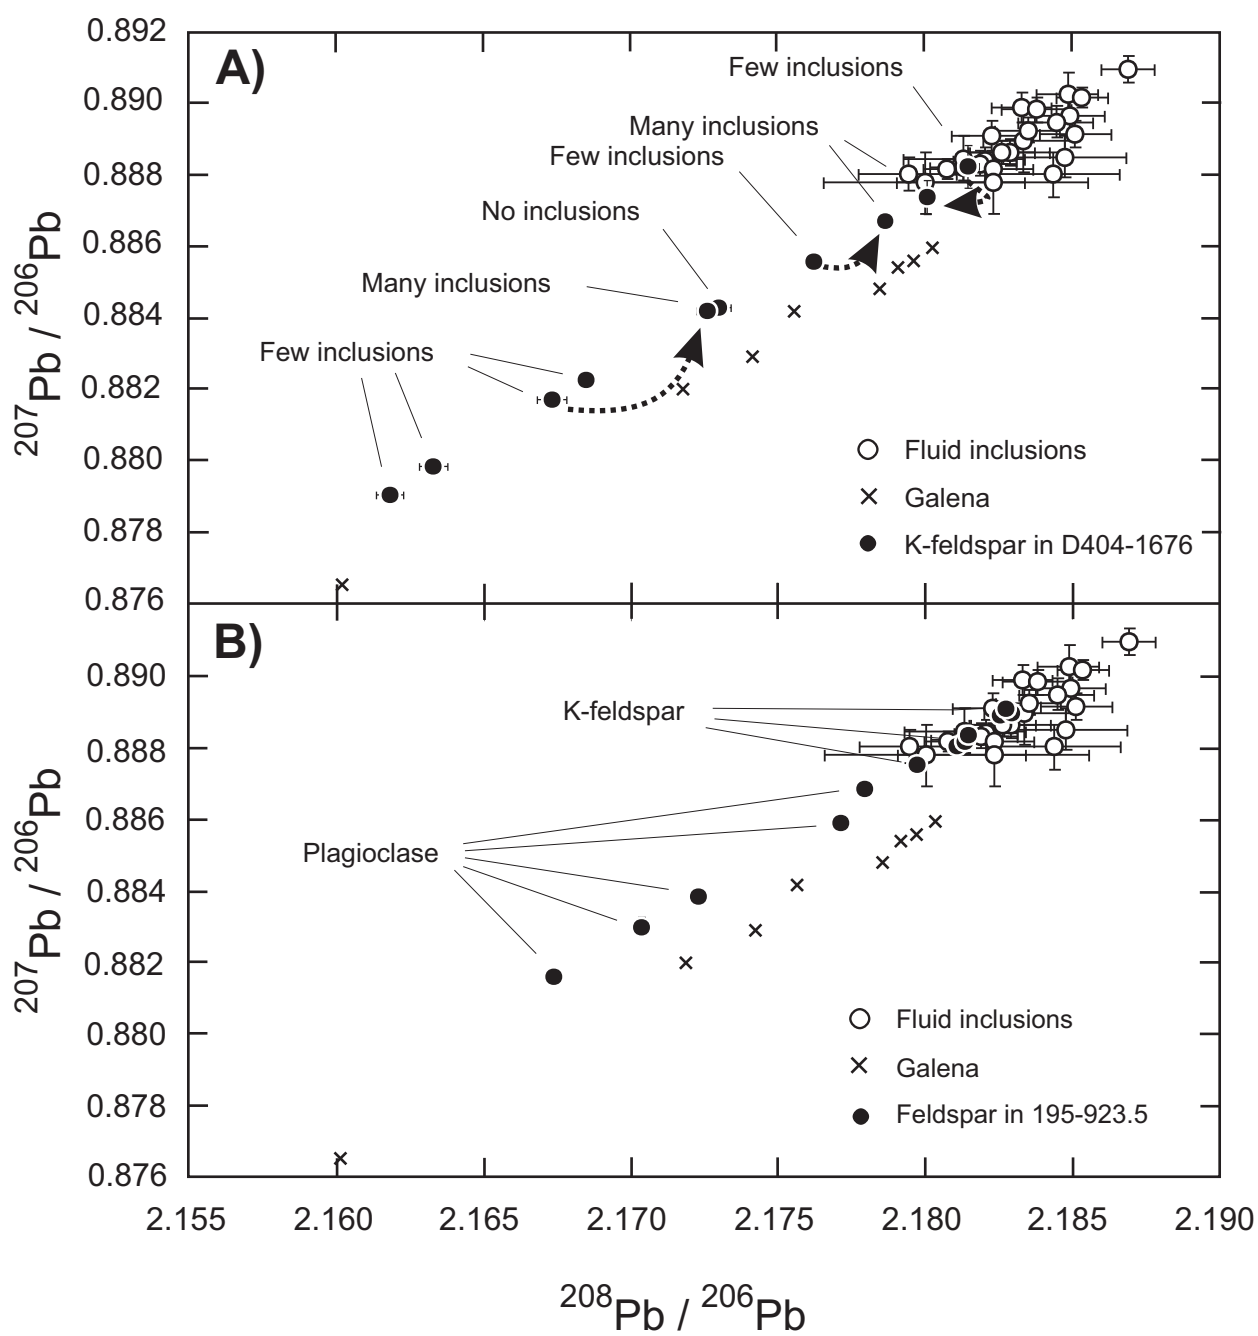 0.892
A)
Few inclusions
0.890
Many inclusions
Few inclusions
0.888
No inclusions
0.886
Many inclusions
0.884
Few inclusions
0.882
207Pb / 206Pb
0.880
Fluid inclusions
Galena
0.878
K-feldspar in D404-1676
0.876
B)
0.890
K-feldspar
0.888
0.886
Plagioclase
0.884
0.882
207Pb / 206Pb
0.880
Fluid inclusions
Galena
0.878
Feldspar in 195-923.5
0.876
2.155 2.160 2.165 2.170 2.175 2.180 2.185 2.190
208Pb / 206Pb